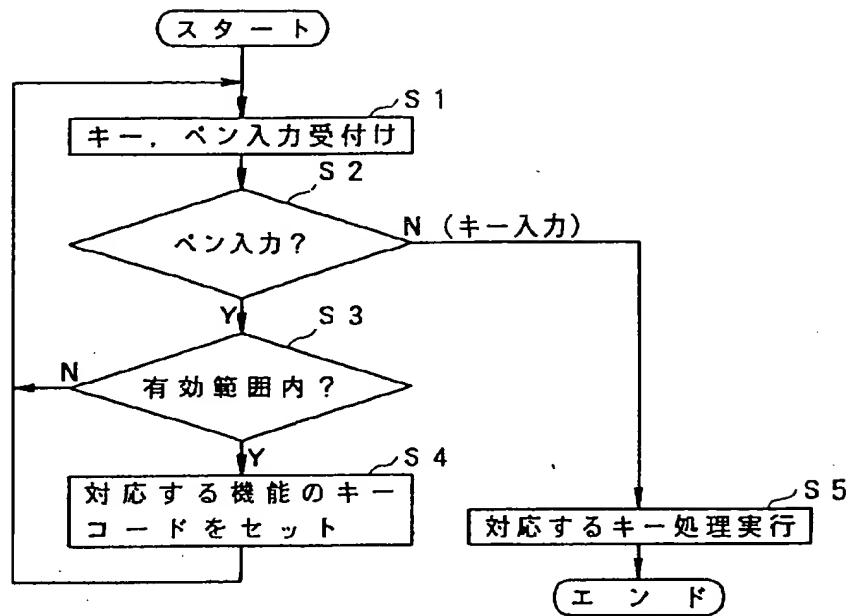 スタート
S1
キー，ペン入力受付け
S2
ペン入力？
N（キー入力）
Y
S3
有効範囲内？
N
Y
S4
対応する機能のキー
コードをセット
S5
対応するキー処理実行
エンド